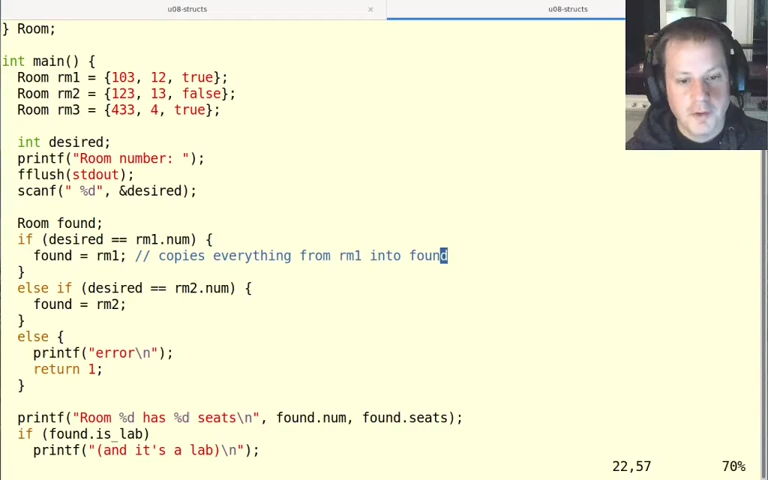 u08-structs
u08-structs
} Room;
int main() {
Room rm1 = {103, 12, true};
Room rm2 = {123, 13, false};
Room rm3 = {433, 4, true};
int desired;
printf("Room number: ");
fflush(stdout);
scanf(" %d", &desired);
Room found;
if (desired == rm1.num) {
found = rm1; // copies everything from rm1 into found
}
else if (desired == rm2.num) {
found = rm2;
}
else {
printf("error\n");
return 1;
}
printf("Room %d has %d seats\n", found.num, found.seats);
if (found.is_lab)
printf("(and it's a lab)\n");
22,57 70%